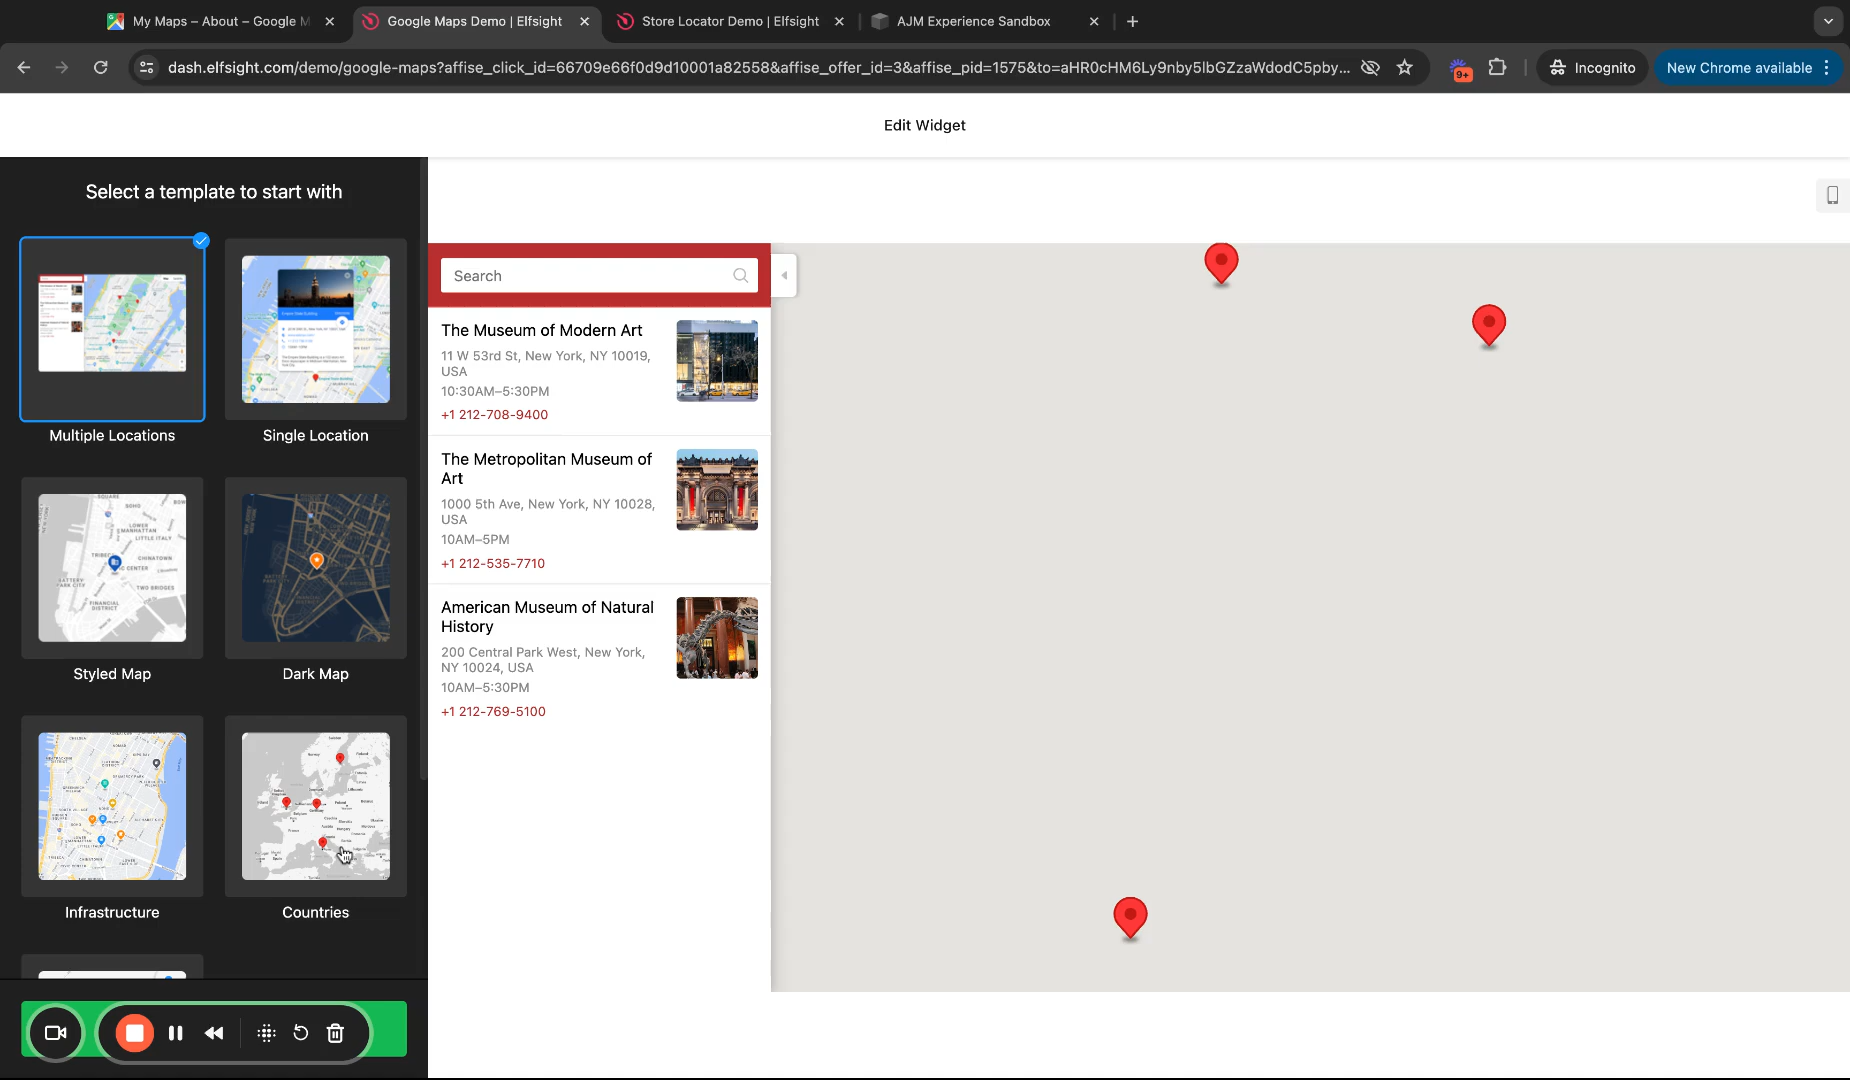 My Maps – About – Google M
Google Maps Demo | Elfsight
Store Locator Demo | Elfsight
AJM Experience Sandbox
dash.elfsight.com/demo/google-maps?affise_click_id=66709e66f0d9d10001a82558&affise_offer_id=3&affise_pid=1575&to=aHR0cHM6Ly9nby5lbGZzaWdodC5pby...
9+
Incognito
New Chrome available
Edit Widget
Select a template to start with
Multiple Locations
Single Location
Styled Map
Dark Map
Infrastructure
Countries
Search
The Museum of Modern Art
11 W 53rd St, New York, NY 10019,
USA
10:30AM–5:30PM
+1 212-708-9400
The Metropolitan Museum of
Art
1000 5th Ave, New York, NY 10028,
USA
10AM–5PM
+1 212-535-7710
American Museum of Natural
History
200 Central Park West, New York,
NY 10024, USA
10AM–5:30PM
+1 212-769-5100